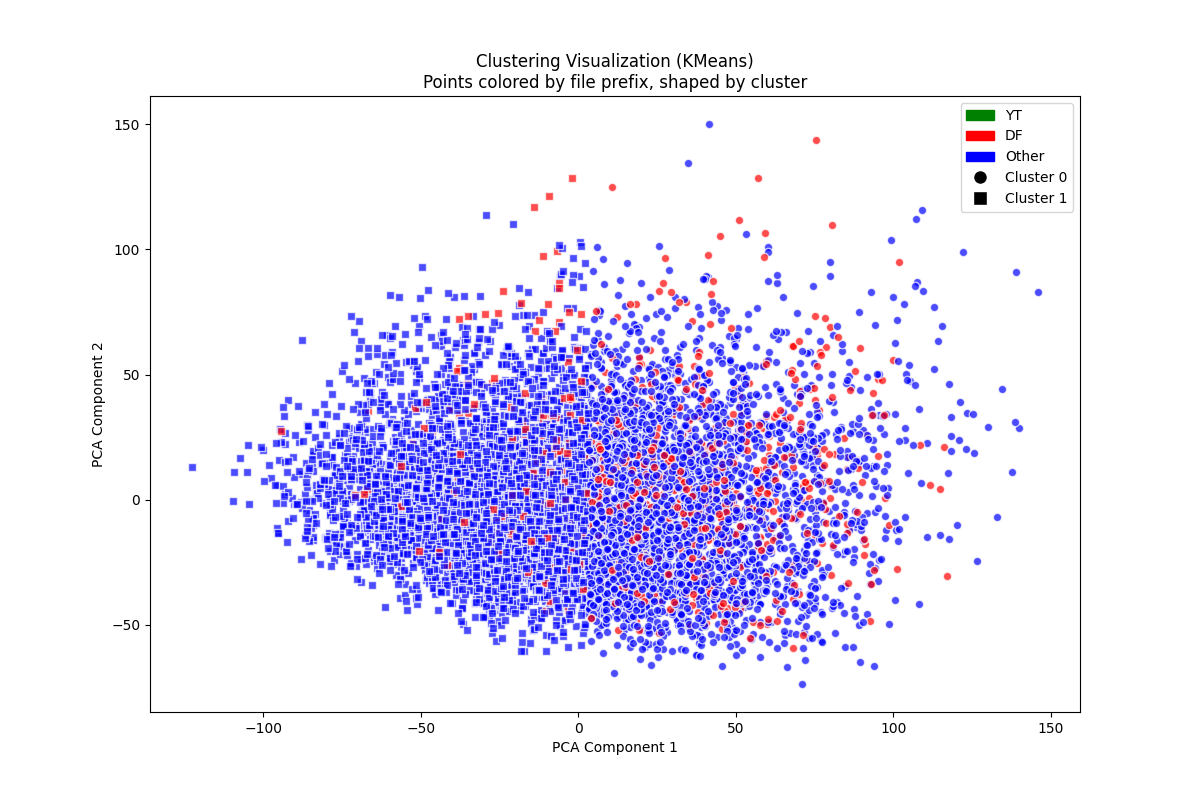 Clustering Visualization (KMeans)
Points colored by file prefix, shaped by cluster
YT
DF
Other
Cluster 0
Cluster 1
PCA Component 2
150
100
50
0
−50
−100
−50
0
50
100
150
PCA Component 1